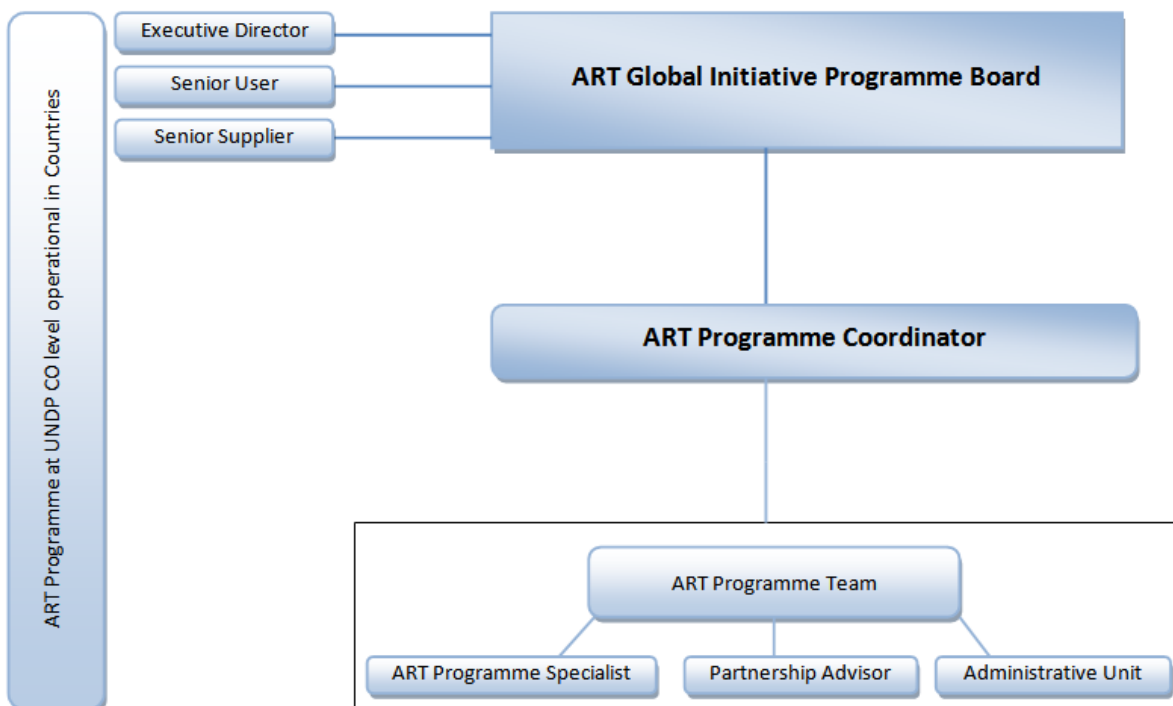 ART Programme at UNDP CO level operational in Countries
Executive Director
Senior User
Senior Supplier
ART Global Initiative Programme Board
ART Programme Coordinator
ART Programme Team
ART Programme Specialist
Partnership Advisor
Administrative Unit